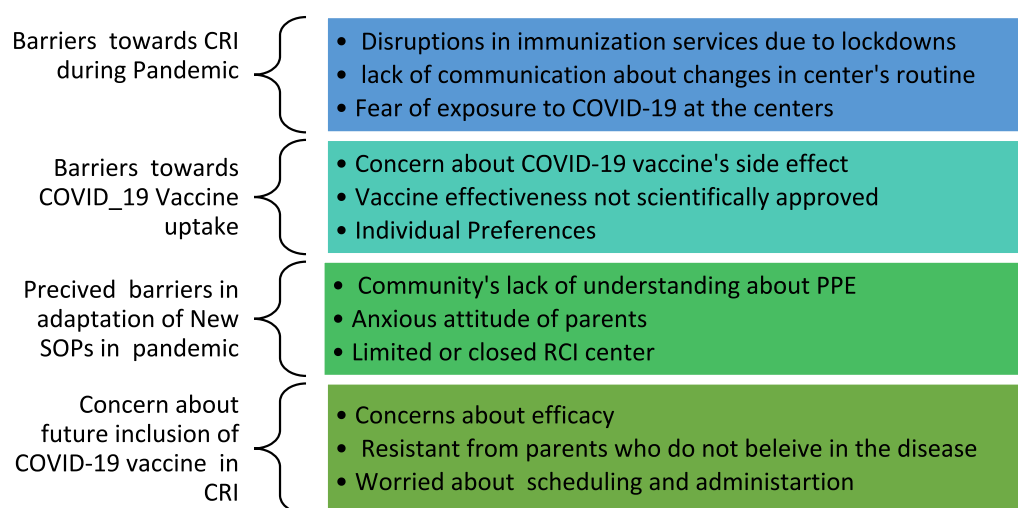 Barriers towards CRI
during Pandemic
• Disruptions in immunization services due to lockdowns
• lack of communication about changes in center's routine
• Fear of exposure to COVID-19 at the centers
Barriers towards
COVID_19 Vaccine
uptake
• Concern about COVID-19 vaccine's side effect
• Vaccine effectiveness not scientifically approved
• Individual Preferences
Precived barriers in
adaptation of New
SOPs in pandemic
• Community's lack of understanding about PPE
• Anxious attitude of parents
• Limited or closed RCI center
Concern about
future inclusion of
COVID-19 vaccine in
CRI
• Concerns about efficacy
• Resistant from parents who do not beleive in the disease
• Worried about scheduling and administartion